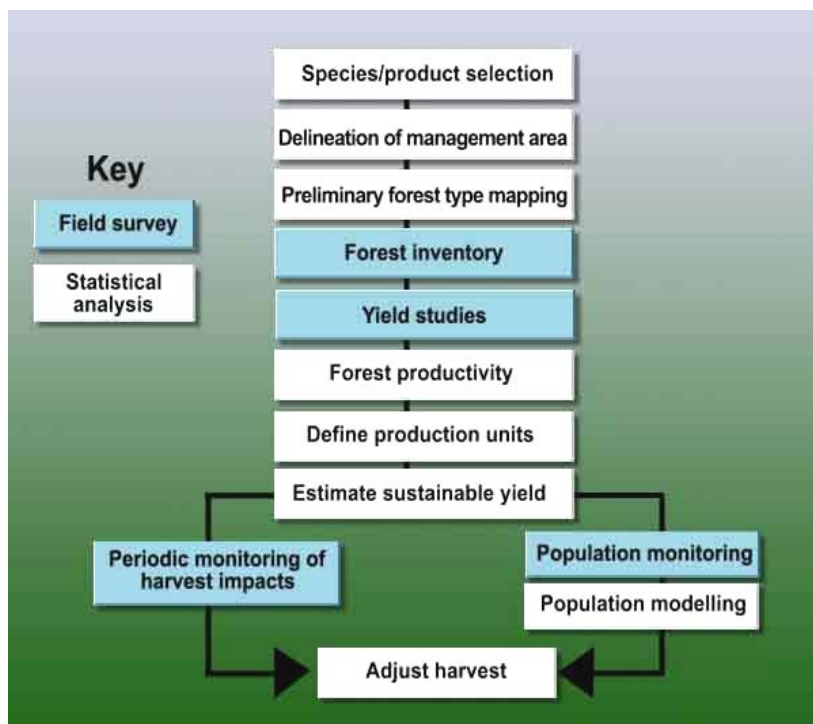 Species/product selection
Delineation of management area
Preliminary forest type mapping
Key
Field survey
Statistical
analysis
Forest inventory
Yield studies
Forest productivity
Define production units
Estimate sustainable yield
Periodic monitoring of
harvest impacts
Population monitoring
Population modelling
Adjust harvest